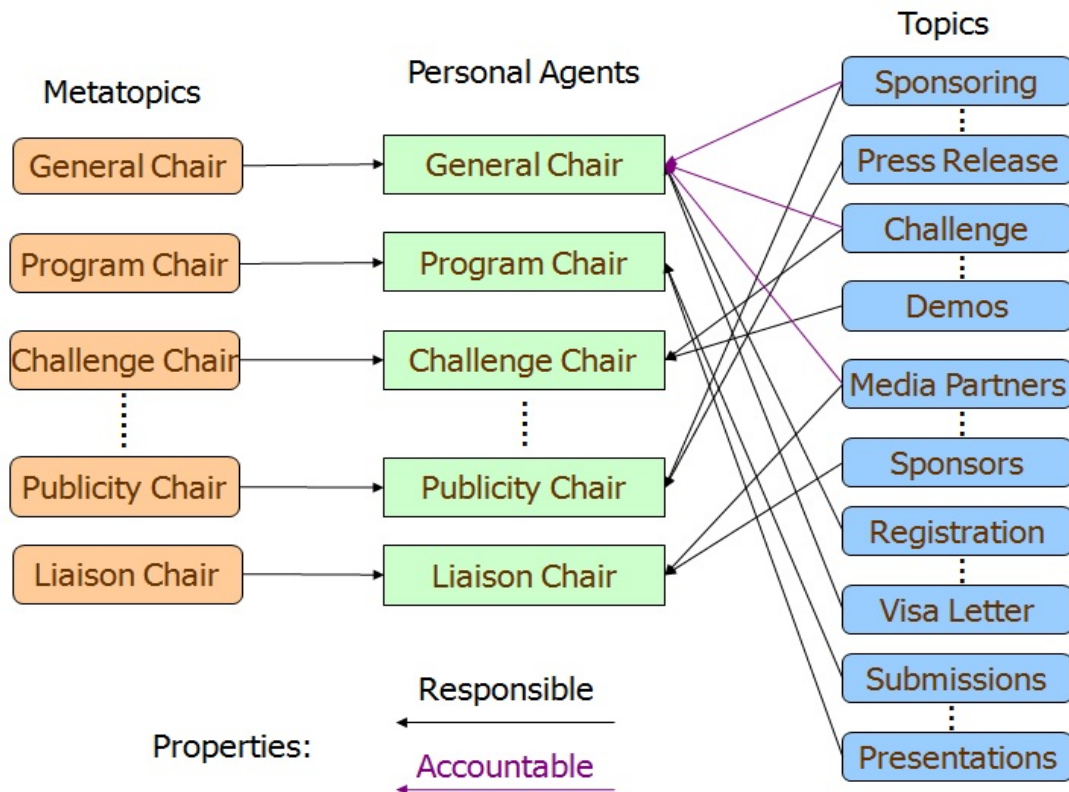 Topics
Personal Agents
Metatopics
General Chair
Program Chair
Challenge Chair
Publicity Chair
Liaison Chair
General Chair
Program Chair
Challenge Chair
Publicity Chair
Liaison Chair
Sponsoring
Press Release
Challenge
Demos
Media Partners
Sponsors
Registration
Visa Letter
Submissions
Presentations
Properties:
Responsible
Accountable